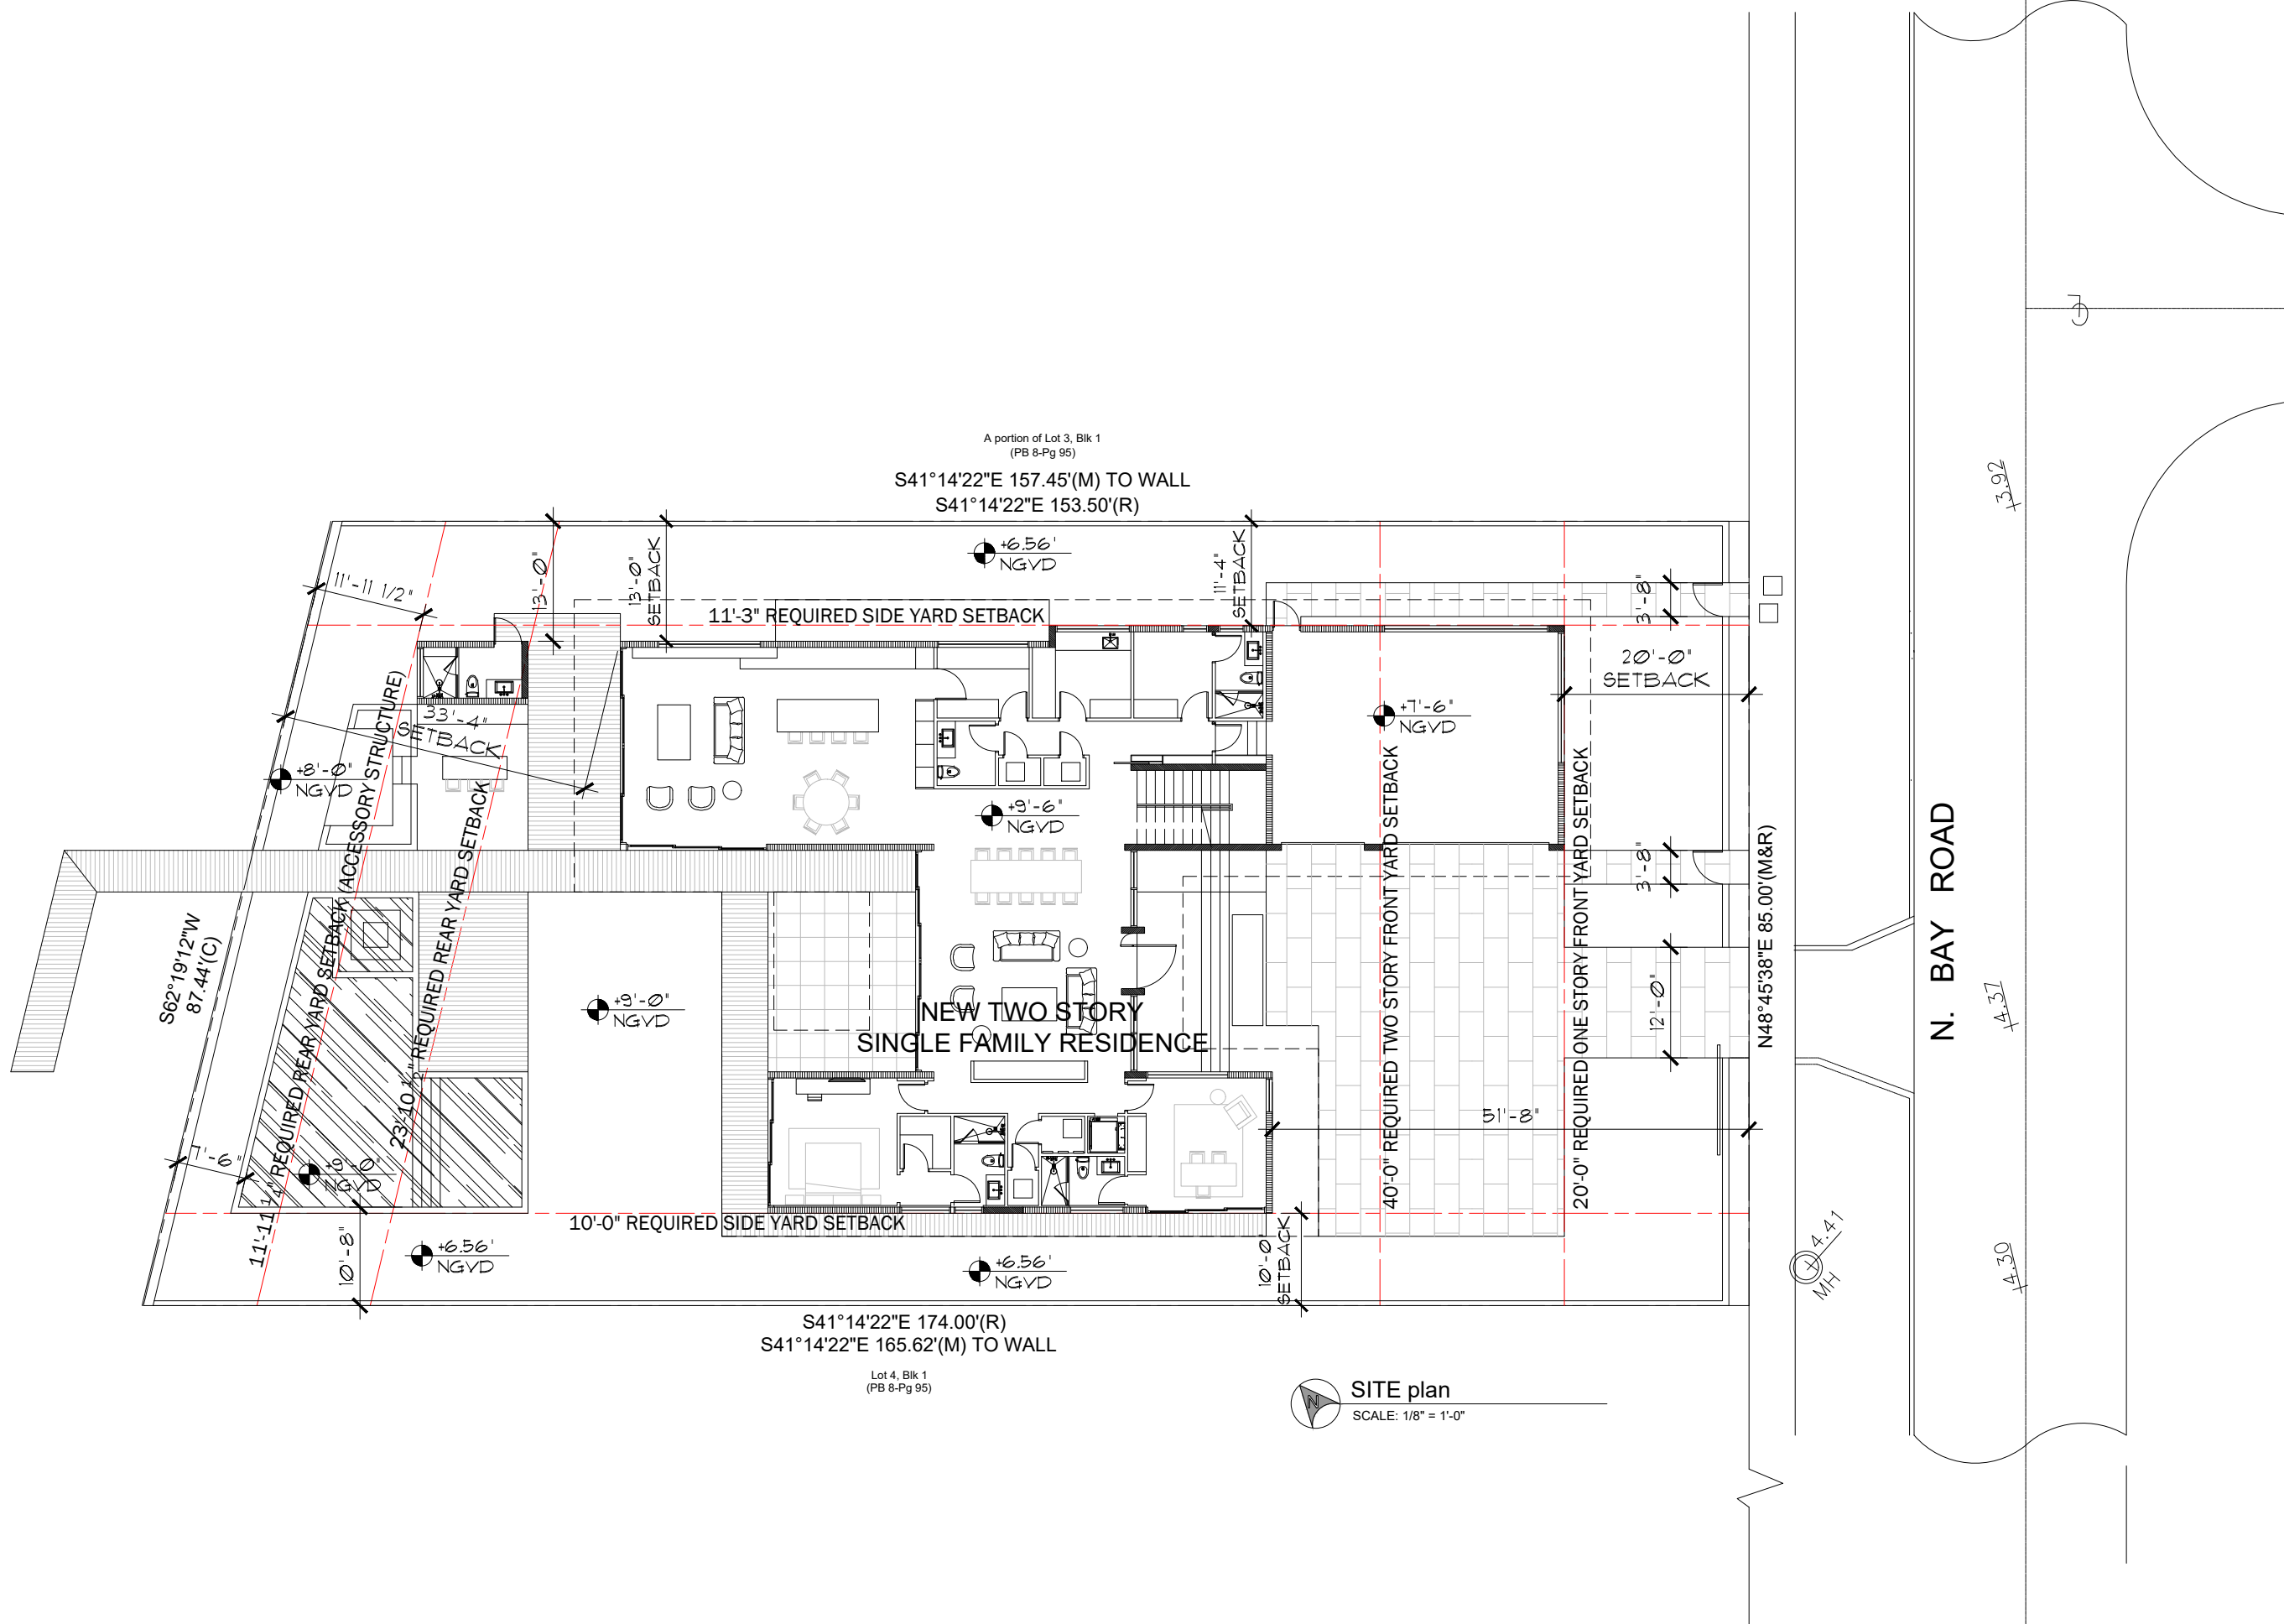 A portion of Lot 3, Blk 1
(PB 8-Pg 95)
S41°14'22"E 157.45'(M) TO WALL
S41°14'22"E 153.50'(R)
3.92
+6.56'
NGVD
13'-0"
13'-0"
SETBACK
11'-4"
SETBACK
11'-11 1/2"
3'-8"
11'-3" REQUIRED SIDE YARD SETBACK
20'-0"
SETBACK
33'-4"
SETBACK
+7'-6"
NGVD
+8'-0"
NGVD
+9'-6"
NGVD
3'-8"
N. BAY ROAD
N48°45'38"E 85.00'(M&R)
S62°19'12"W
87.44'(C)
11'-11 1/4" REQUIRED REAR YARD SETBACK (ACCESSORY STRUCTURE)
23'-10 1/2" REQUIRED REAR YARD SETBACK
40'-0" REQUIRED TWO STORY FRONT YARD SETBACK
20'-0" REQUIRED ONE STORY FRONT YARD SETBACK
+9'-0"
NGVD
NEW TWO STORY
SINGLE FAMILY RESIDENCE
12'-0"
4.37
51'-8"
7'-6"
NGVD
10'-0" REQUIRED SIDE YARD SETBACK
10'-8"
+6.56'
NGVD
+6.56'
NGVD
10'-0"
SETBACK
4.41
MH
4.30
S41°14'22"E 174.00'(R)
S41°14'22"E 165.62'(M) TO WALL
Lot 4, Blk 1
(PB 8-Pg 95)
N
SITE plan
SCALE: 1/8" = 1'-0"